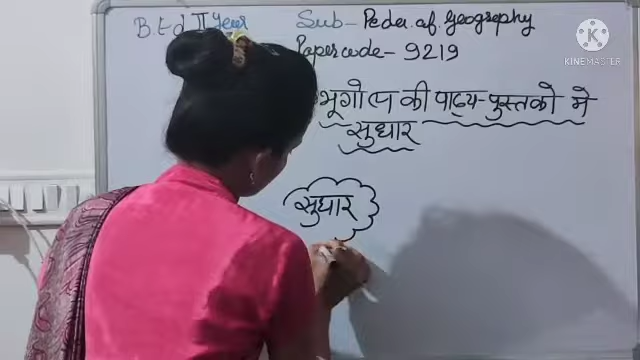 B.Ed II Year
Sub- Peda. of. Geography
Paper code - 9219
भूगोल की पाठ्य-पुस्तको मे
सुधार
सुधार
KINEMASTER